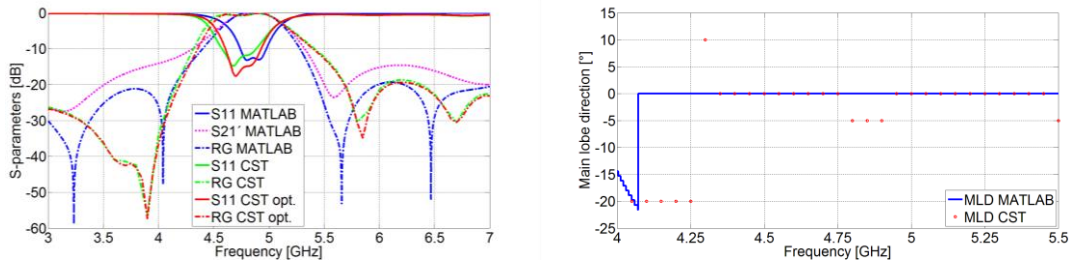 S-parameters [dB]
0
-10
-20
-30
-40
-50
-60
S11 MATLAB
S21´ MATLAB
RG MATLAB
S11 CST
RG CST
S11 CST opt.
RG CST opt.
3 3.5 4 4.5 5 5.5 6 6.5 7
Frequency [GHz]
Main lobe direction [°]
15
10
5
0
-5
-10
-15
-20
-25
MLD MATLAB
MLD CST
4 4.25 4.5 4.75 5 5.25 5.5
Frequency [GHz]